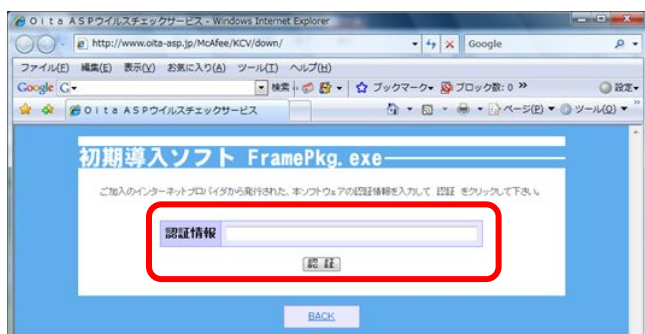 Oita ASPウイルスチェックサービス - Windows Internet Explorer
http://www.oita-asp.jp/McAfee/KCV/down/
Google
ファイル(F) 編集(E) 表示(V) お気に入り(A) ツール(T) ヘルプ(H)
Google G 検索 ブックマーク ブロック数: 0 » 設定
Oita ASPウイルスチェックサービス ページ(P) ツール(O) »
初期導入ソフト FramePkg.exe
ご加入のインターネットプロバイダから発行された、本ソフトウェアの認証情報を入力して 認証 をクリックして下さい。
認証情報
認 証
BACK